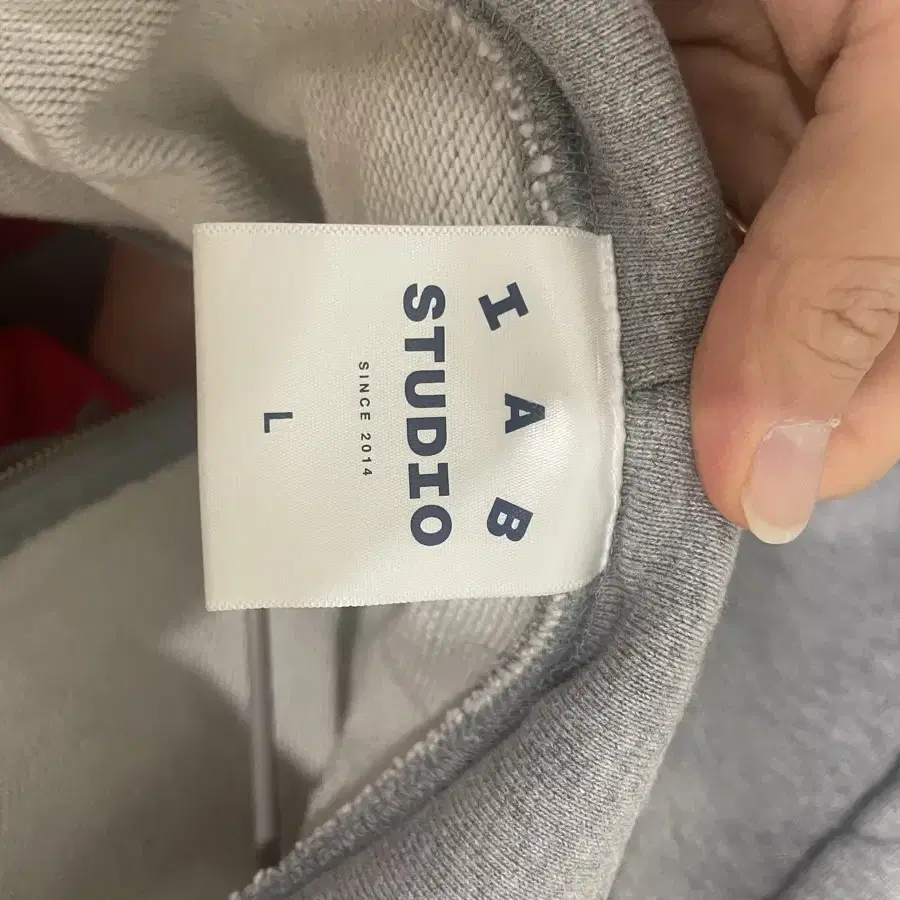 I A B
STUDIO
SINCE 2014
L